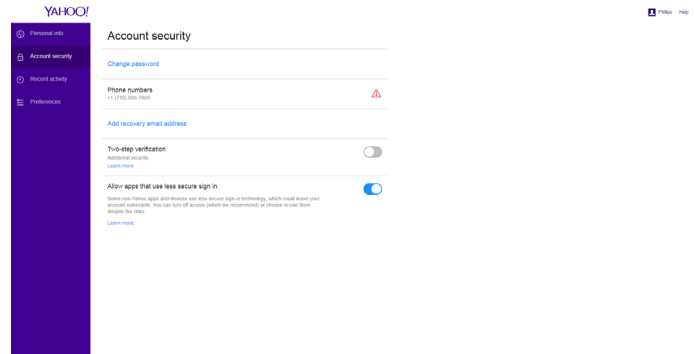 YAHOO!
Philips Help
Personal info
Account security
Recent activity
Preferences
Account security
Change password
Phone numbers
Add recovery email address
Two-step verification
Additional security.
Learn more
Allow apps that use less secure sign in
Some non-Yahoo apps and devices use less secure sign-in technology, which could leave your
account vulnerable. You can turn off access (which we recommend) or choose to use them
despite the risks.
Learn more